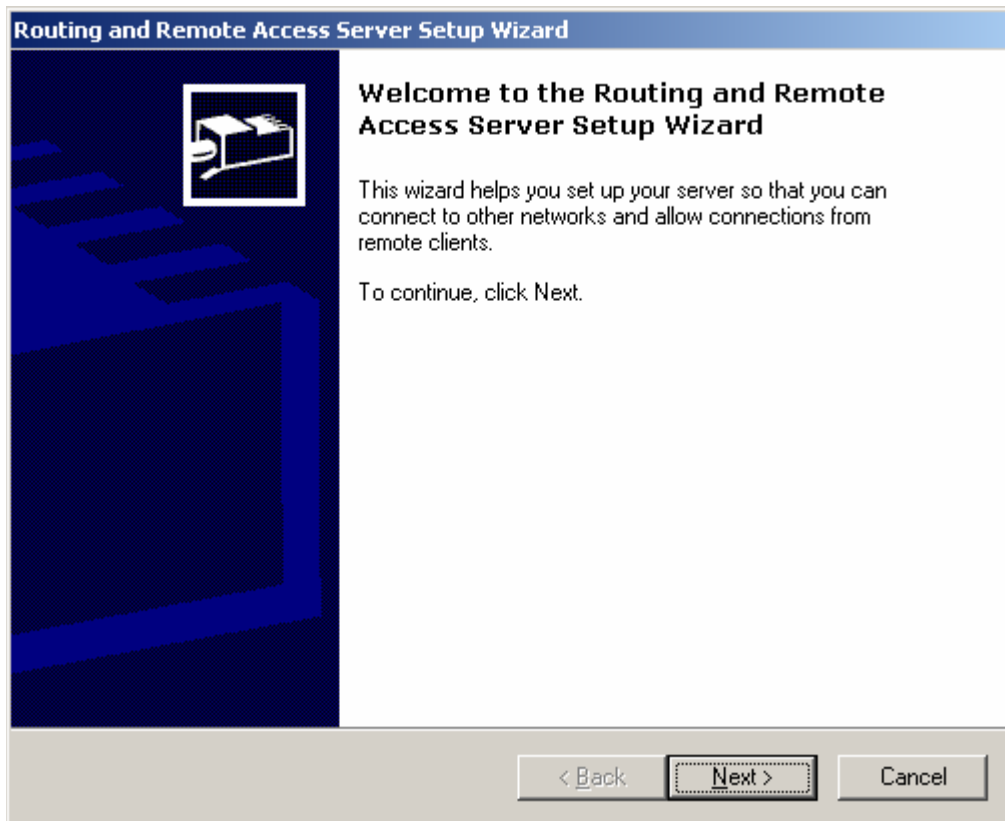 Routing and Remote Access Server Setup Wizard
Welcome to the Routing and Remote
Access Server Setup Wizard
This wizard helps you set up your server so that you can
connect to other networks and allow connections from
remote clients.
To continue, click Next.
< Back
Next >
Cancel